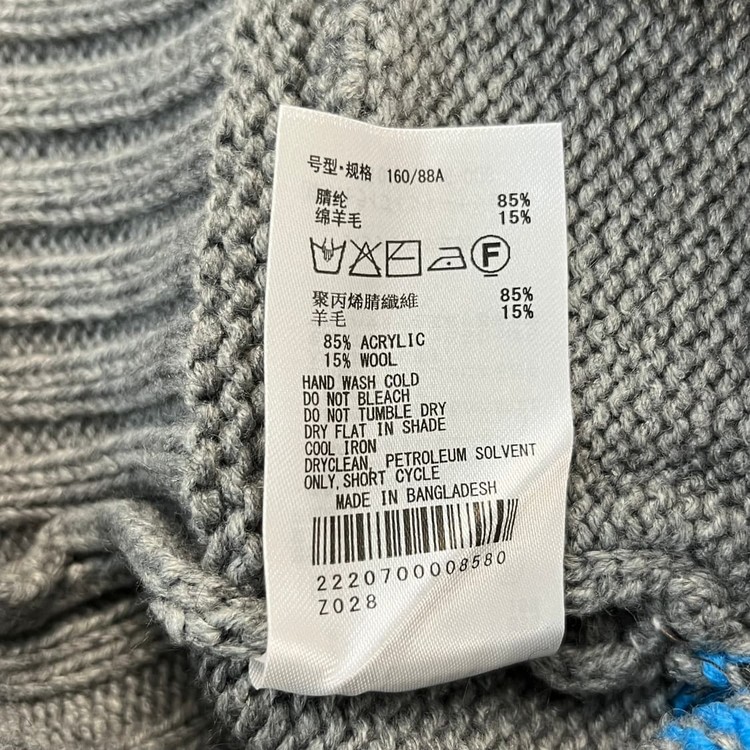 号型·规格 160/88A
腈纶 85%
绵羊毛 15%
F
聚丙烯腈纖維 85%
羊毛 15%
85% ACRYLIC
15% WOOL
HAND WASH COLD
DO NOT BLEACH
DO NOT TUMBLE DRY
DRY FLAT IN SHADE
COOL IRON
DRYCLEAN, PETROLEUM SOLVENT
ONLY,SHORT CYCLE
MADE IN BANGLADESH
2220700008580
Z028